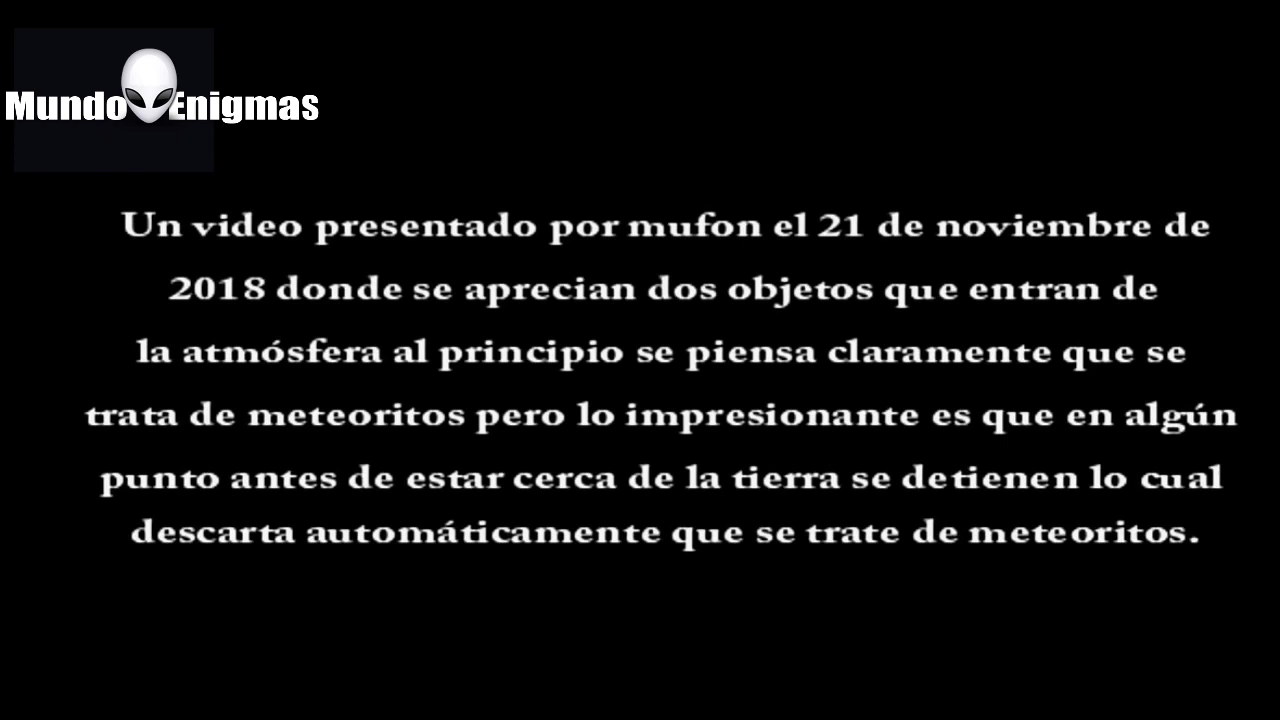 Mundo Enigmas
Un video presentado por mufon el 21 de noviembre de
2018 donde se aprecian dos objetos que entran de
la atmósfera al principio se piensa claramente que se
trata de meteoritos pero lo impresionante es que en algún
punto antes de estar cerca de la tierra se detienen lo cual
descarta automáticamente que se trate de meteoritos.